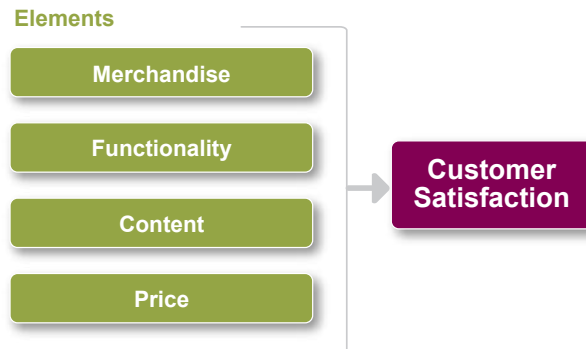 Elements
Merchandise
Functionality
Content
Price
Customer
Satisfaction